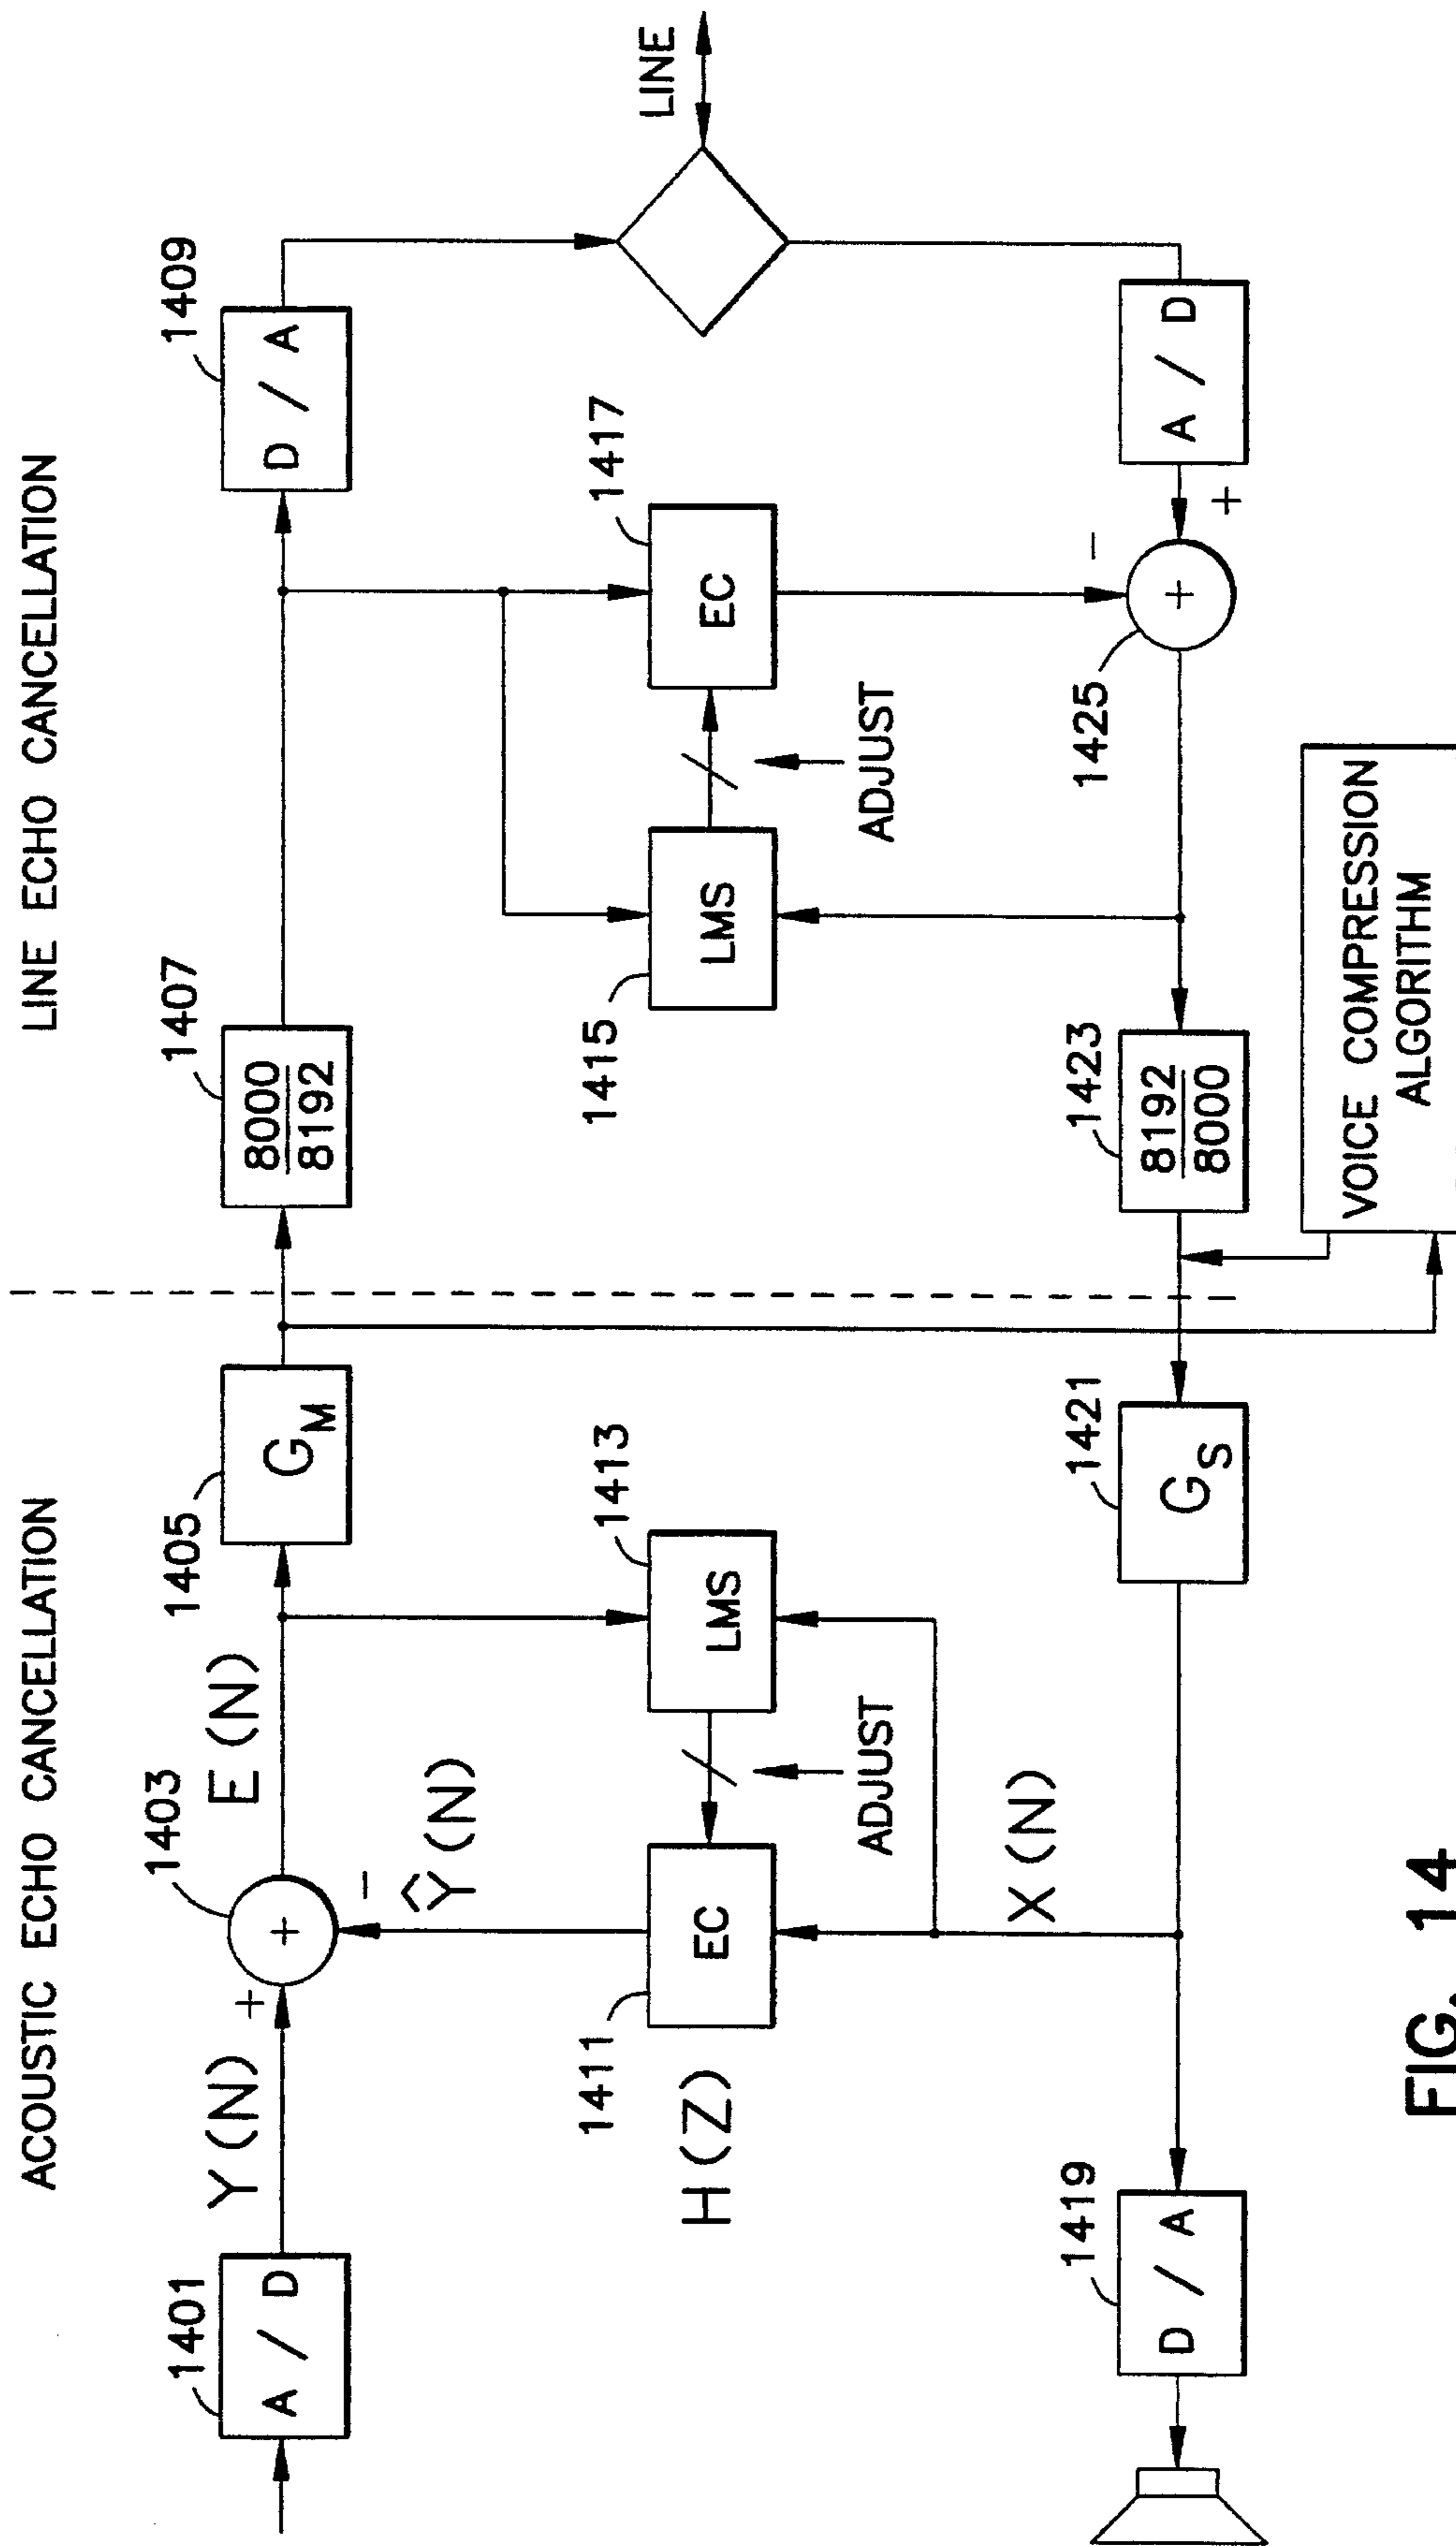 ACOUSTIC ECHO CANCELLATION
LINE ECHO CANCELLATION
1401
A / D
Y(N)
+
1403
+
E(N)
1405
G_M
1407
8000
8192
1409
D / A
-
Ŷ(N)
1411
EC
H(Z)
1413
LMS
ADJUST
X(N)
1415
LMS
1417
EC
ADJUST
LINE
1419
D / A
1421
G_S
1423
8192
8000
1425
+
-
+
A / D
VOICE COMPRESSION
ALGORITHM
FIG. 14